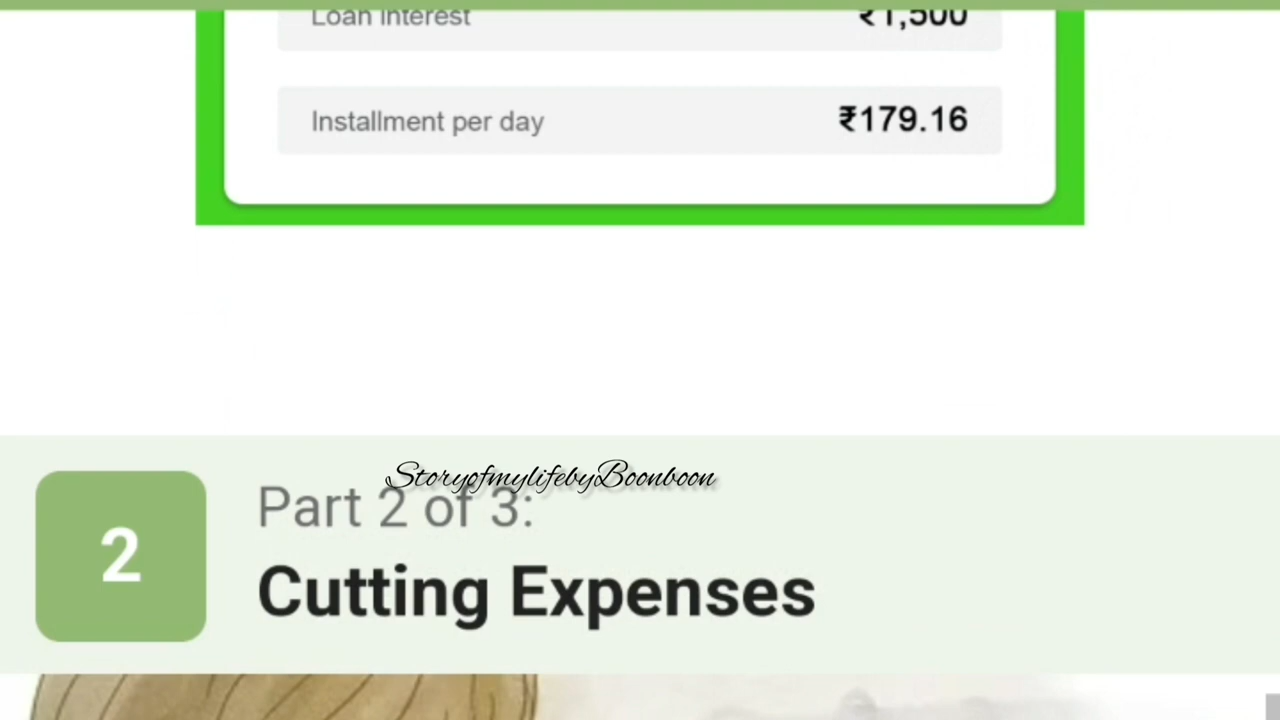 Loan Interest ₹1,500
Installment per day ₹179.16
StoryofmylifebyBoonboon
2
Part 2 of 3:
Cutting Expenses